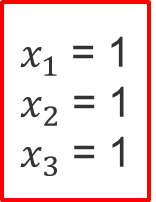 x₁ = 1
x₂ = 1
x₃ = 1